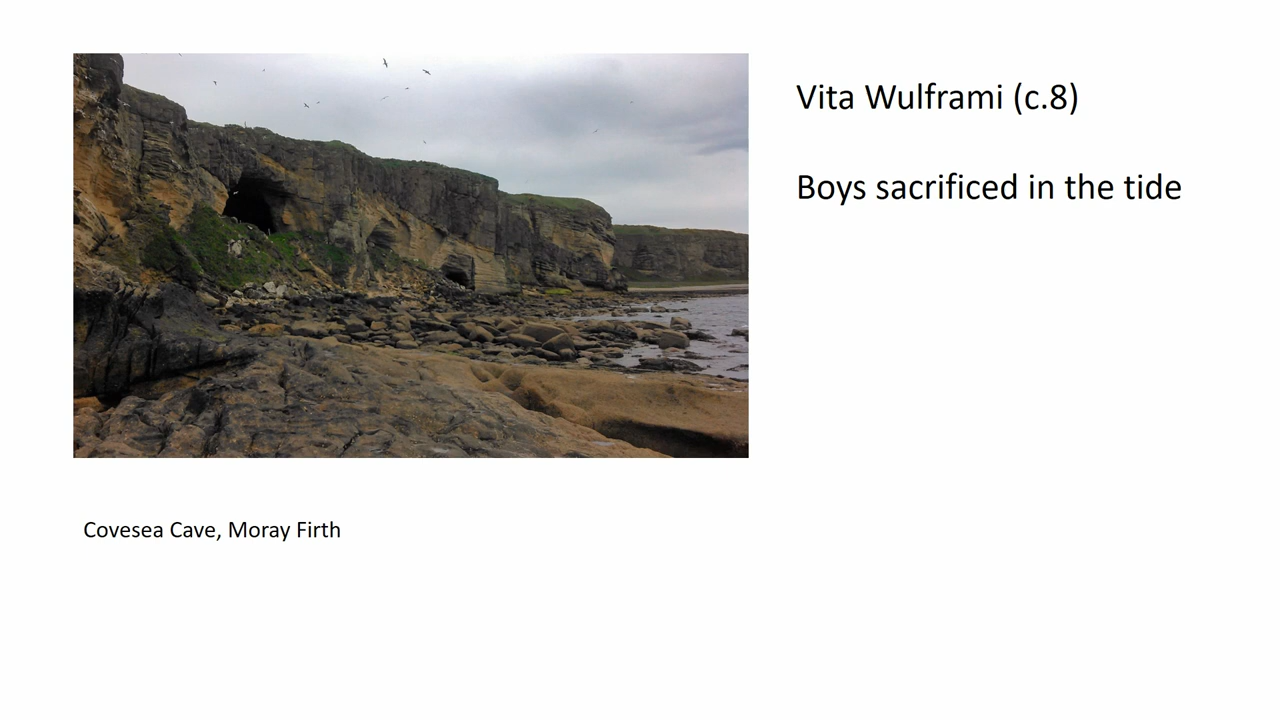 Vita Wulframi (c.8)
Boys sacrificed in the tide
Covesea Cave, Moray Firth